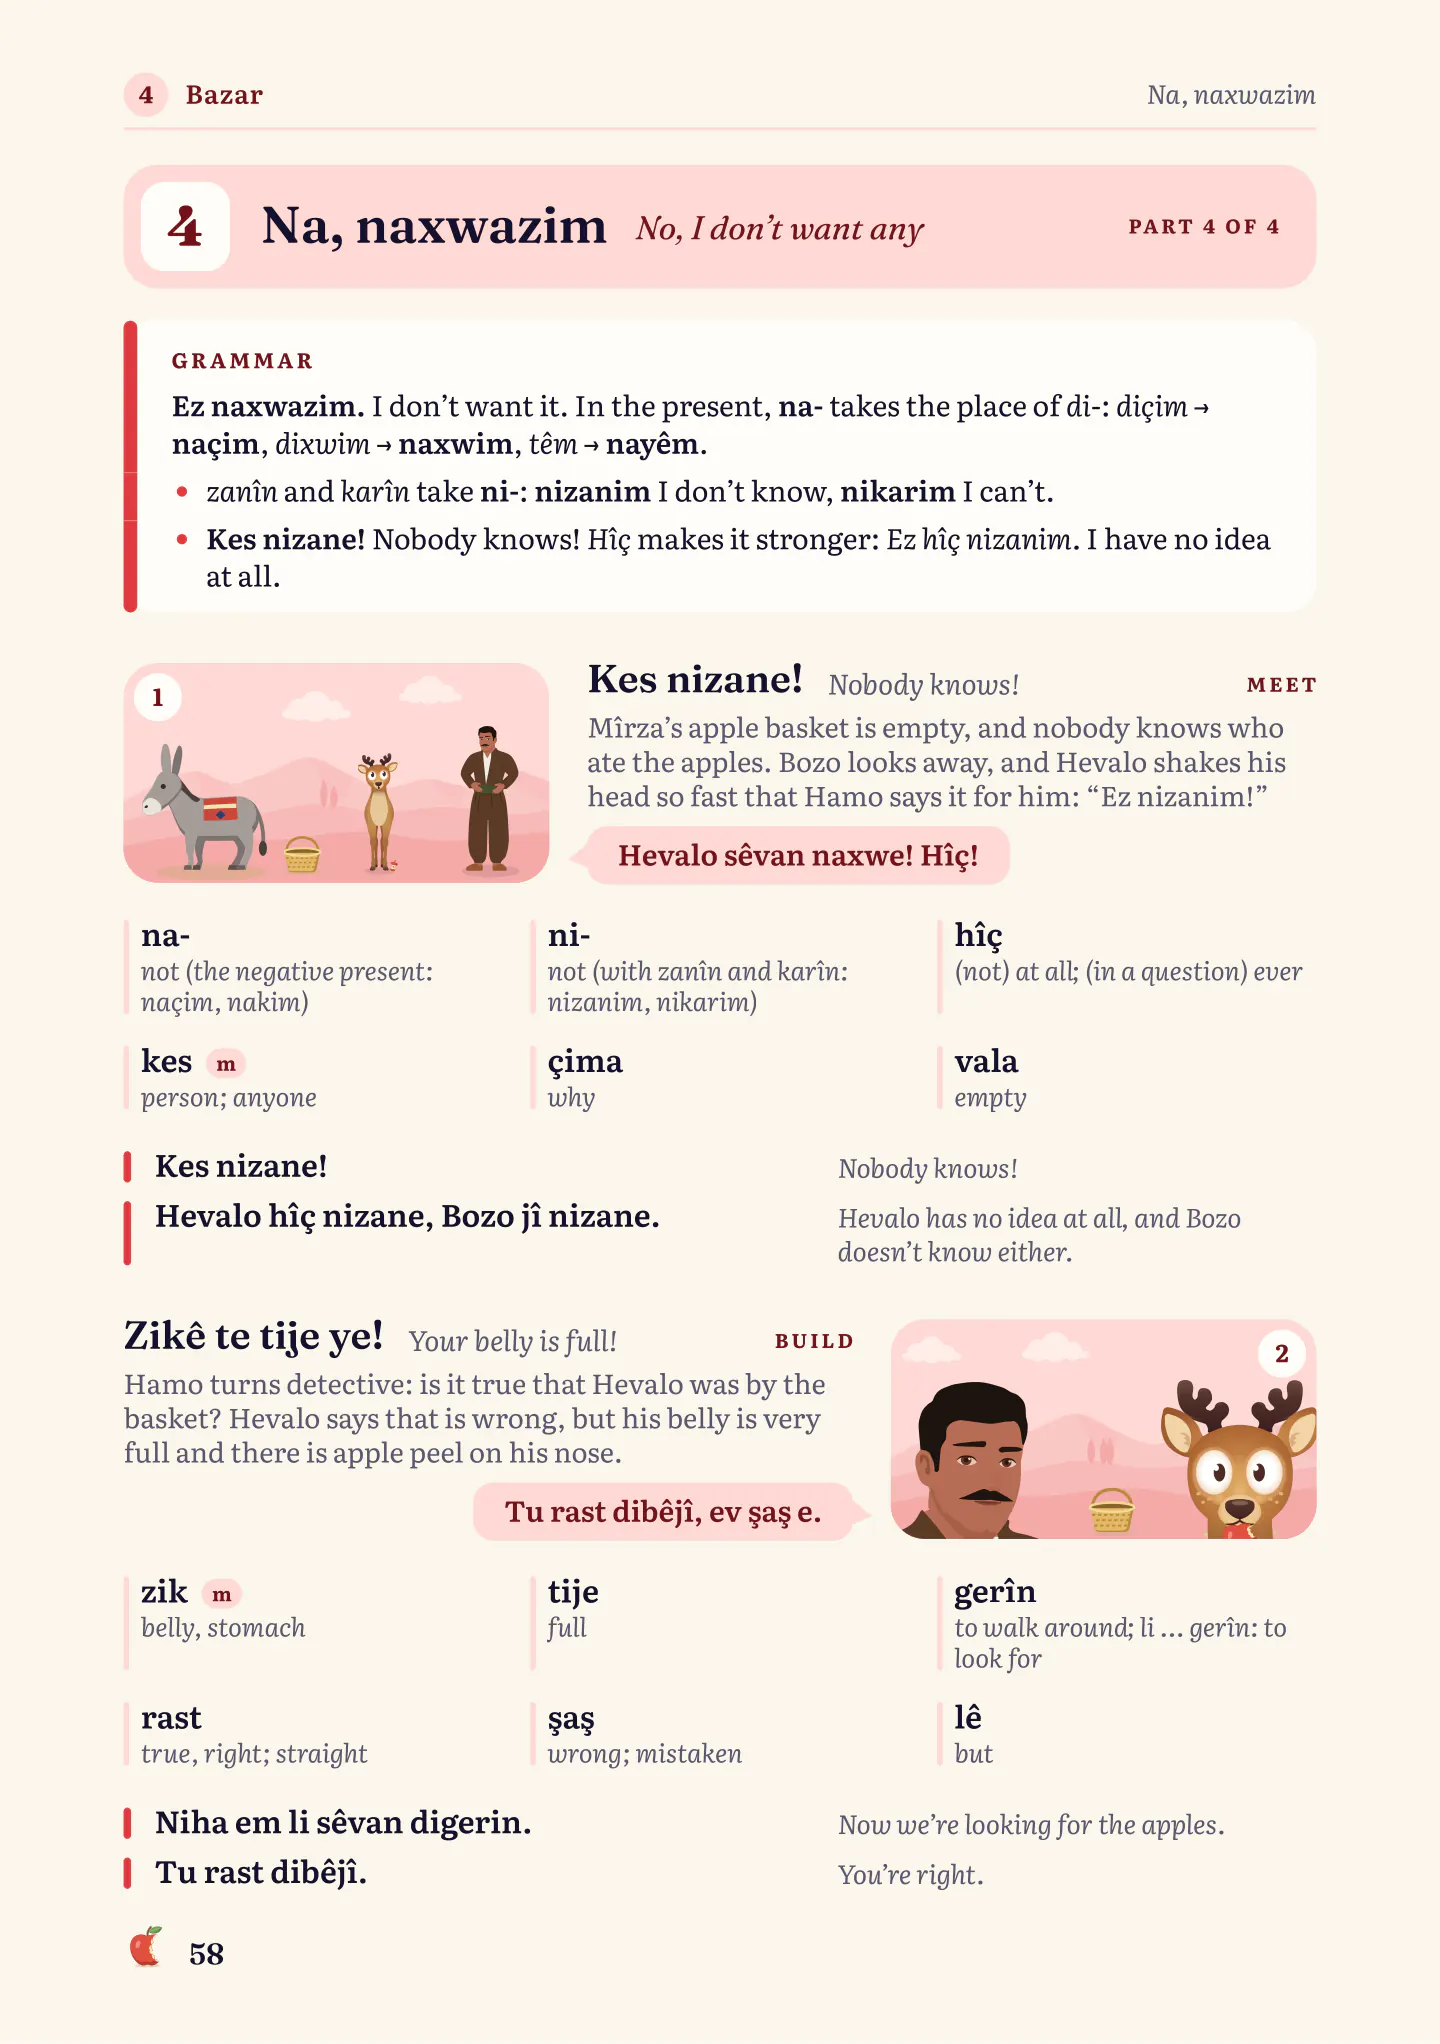 4 Bazar
Na, naxwazim
4 Na, naxwazim No, I don’t want any PART 4 OF 4
GRAMMAR
Ez naxwazim. I don’t want it. In the present, na- takes the place of di-: diçim →
naçim, dixwim → naxwim, têm → nayêm.
• zanîn and karîn take ni-: nizanim I don’t know, nikarim I can’t.
• Kes nizane! Nobody knows! Hîç makes it stronger: Ez hîç nizanim. I have no idea
at all.
1
Kes nizane! Nobody knows! MEET
Mîrza’s apple basket is empty, and nobody knows who
ate the apples. Bozo looks away, and Hevalo shakes his
head so fast that Hamo says it for him: “Ez nizanim!”
Hevalo sêvan naxwe! Hîç!
na-
not (the negative present:
naçim, nakim)
ni-
not (with zanîn and karîn:
nizanim, nikarim)
hîç
(not) at all; (in a question) ever
kes m
person; anyone
çima
why
vala
empty
Kes nizane!
Nobody knows!
Hevalo hîç nizane, Bozo jî nizane.
Hevalo has no idea at all, and Bozo
doesn’t know either.
Zikê te tije ye! Your belly is full! BUILD
Hamo turns detective: is it true that Hevalo was by the
basket? Hevalo says that is wrong, but his belly is very
full and there is apple peel on his nose.
Tu rast dibêjî, ev şaş e.
2
zik m
belly, stomach
tije
full
gerîn
to walk around; li … gerîn: to
look for
rast
true, right; straight
şaş
wrong; mistaken
lê
but
Niha em li sêvan digerin.
Now we’re looking for the apples.
Tu rast dibêjî.
You’re right.
58